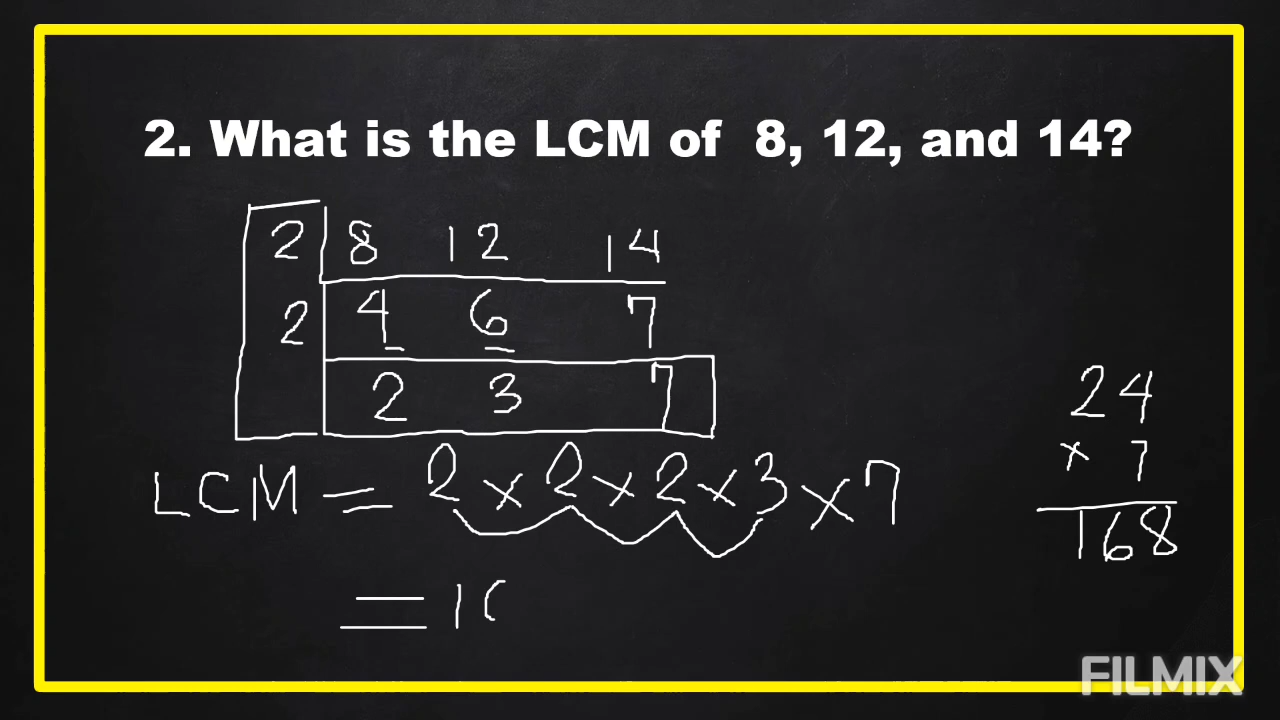 2. What is the LCM of 8, 12, and 14?
2 8 12 14
2 4 6 7
2 3 7
LCM = 2 × 2 × 2 × 3 × 7
= 1
24
× 7
168
FILMIX